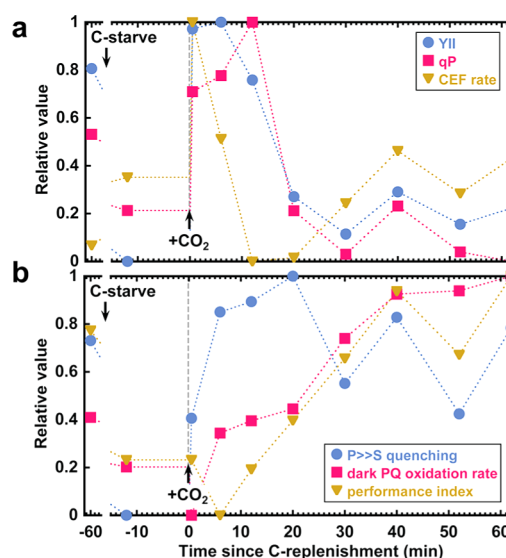 a
C-starve
YII
qP
CEF rate
Relative value
1
0.8
0.6
0.4
0.2
0
+CO2
b
C-starve
Relative value
1
0.8
0.6
0.4
0.2
0
+CO2
P>>S quenching
dark PQ oxidation rate
performance index
-60 -10 0 10 20 30 40 50 60
Time since C-replenishment (min)